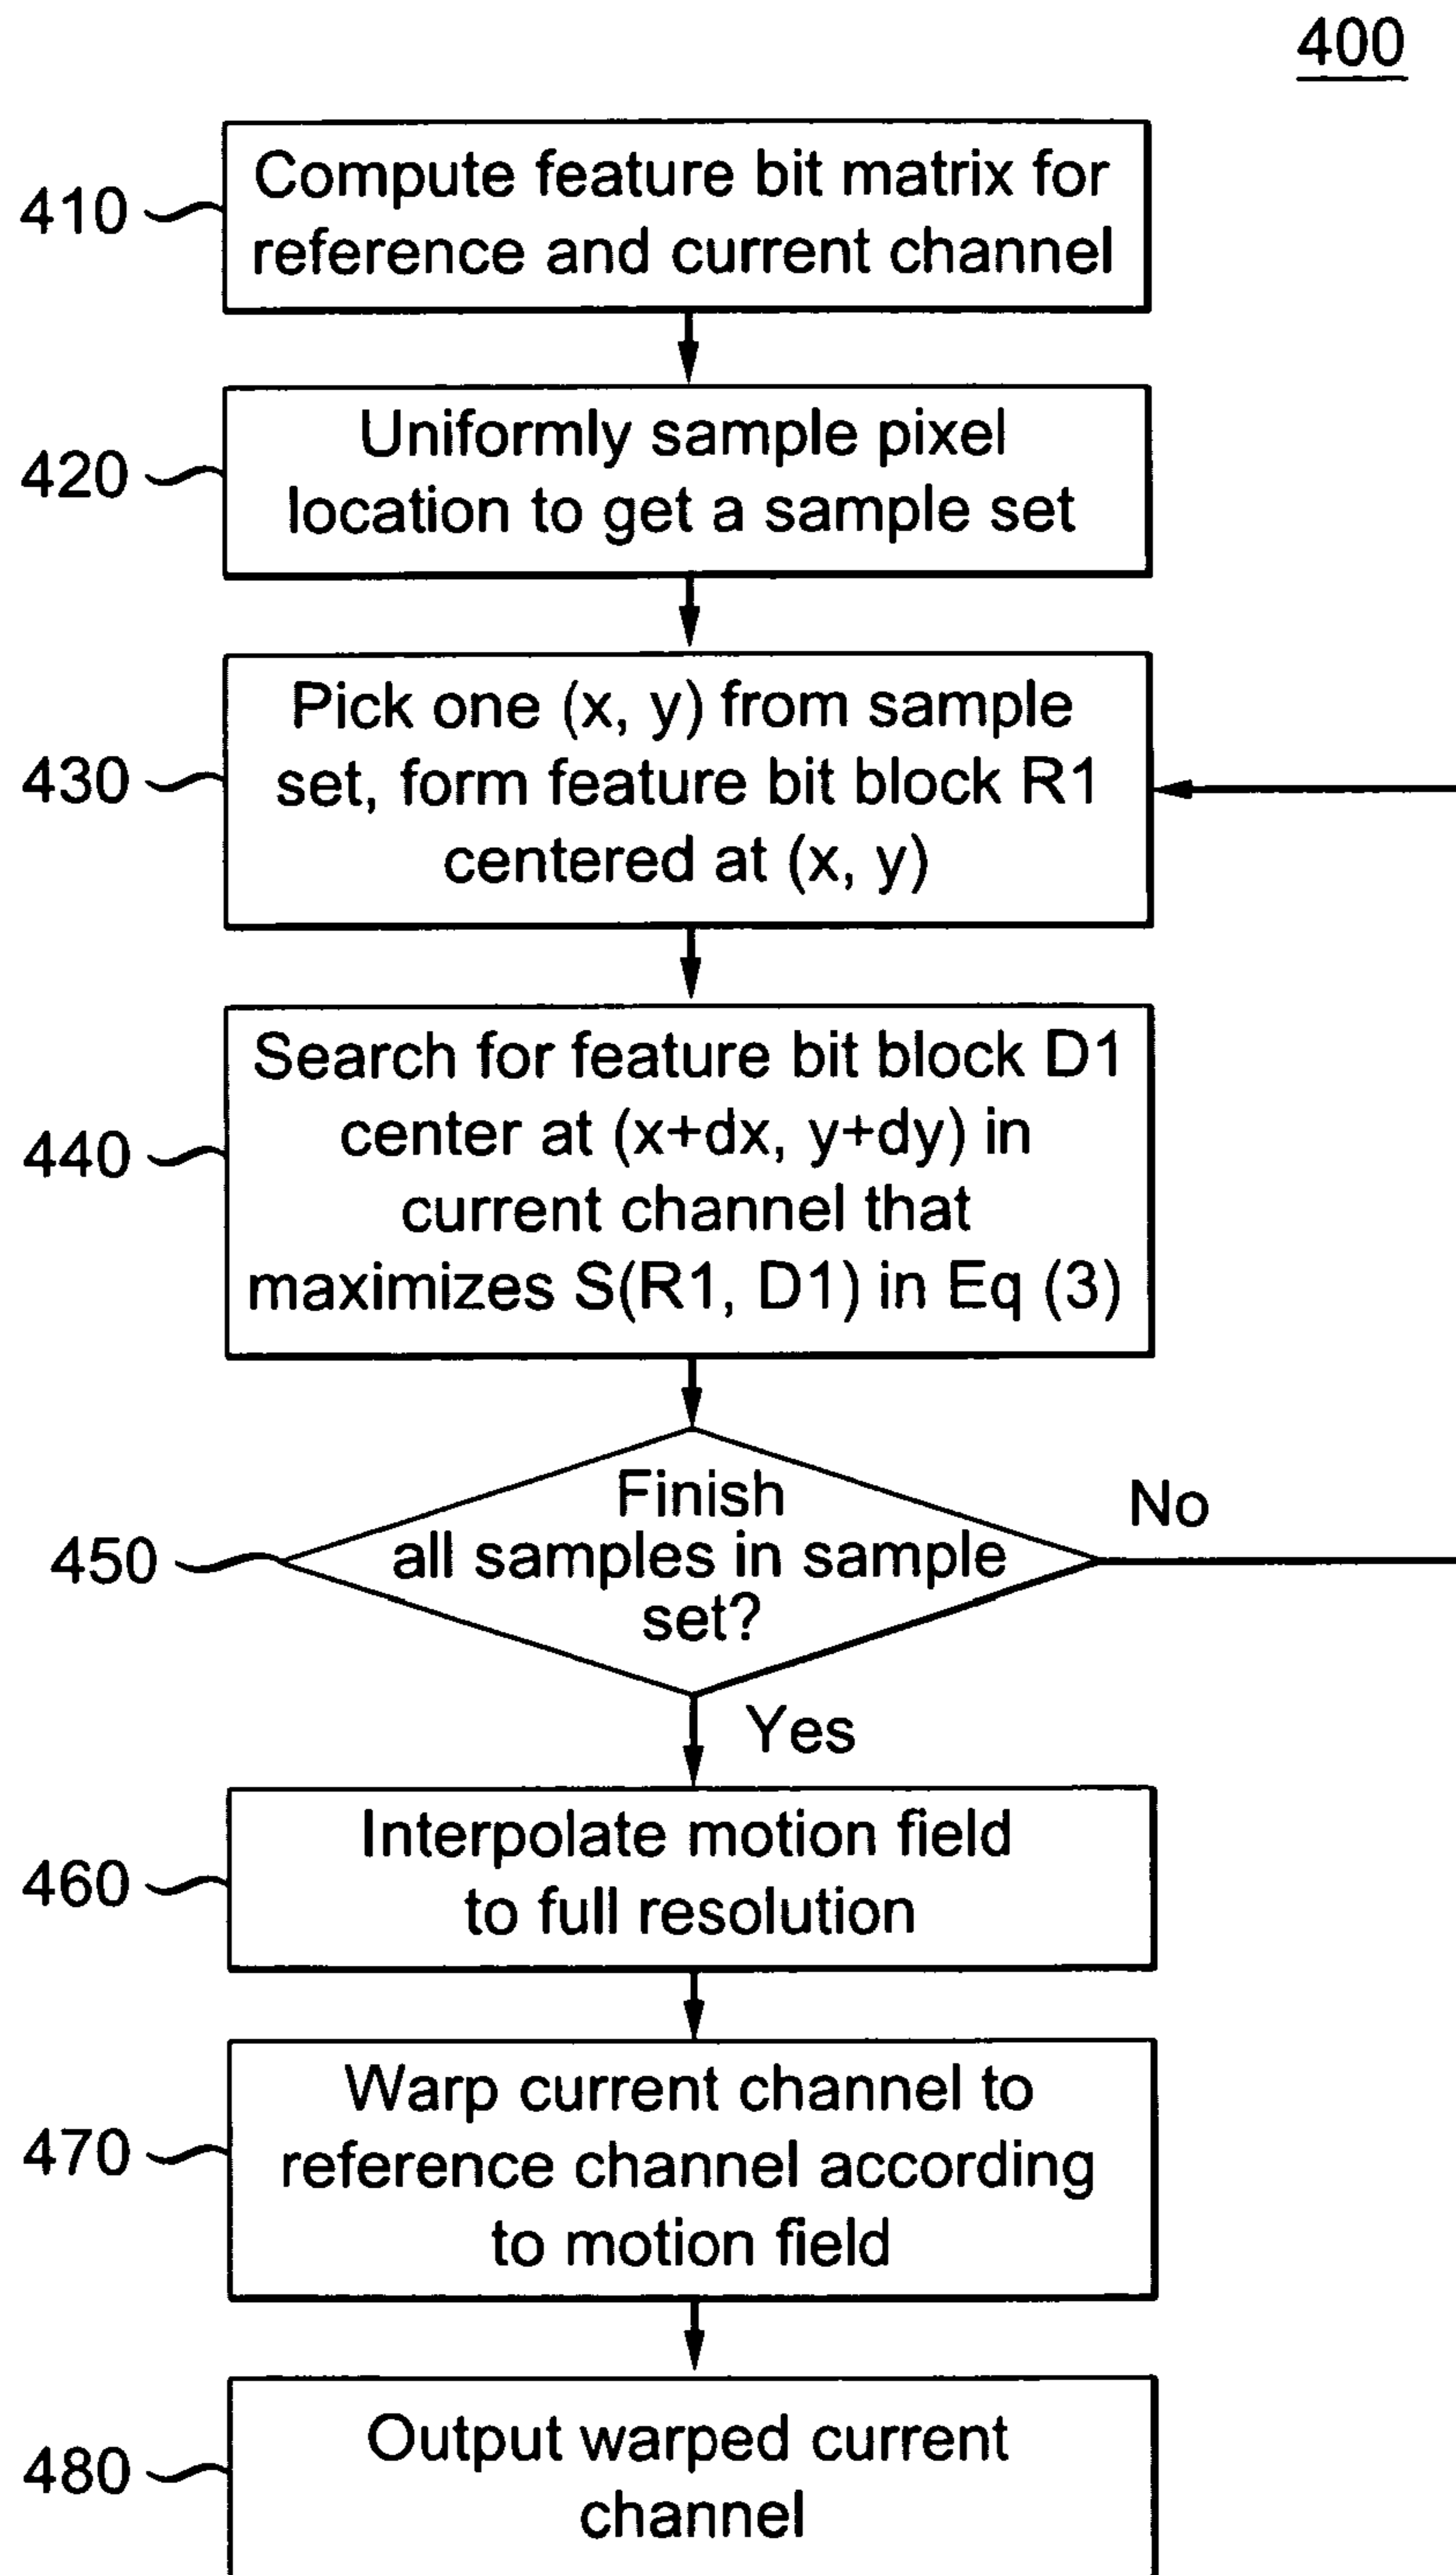 400
410
Compute feature bit matrix for
reference and current channel
420
Uniformly sample pixel
location to get a sample set
430
Pick one (x, y) from sample
set, form feature bit block R1
centered at (x, y)
440
Search for feature bit block D1
center at (x+dx, y+dy) in
current channel that
maximizes S(R1, D1) in Eq (3)
450
Finish
all samples in sample
set?
No
Yes
460
Interpolate motion field
to full resolution
470
Warp current channel to
reference channel according
to motion field
480
Output warped current
channel